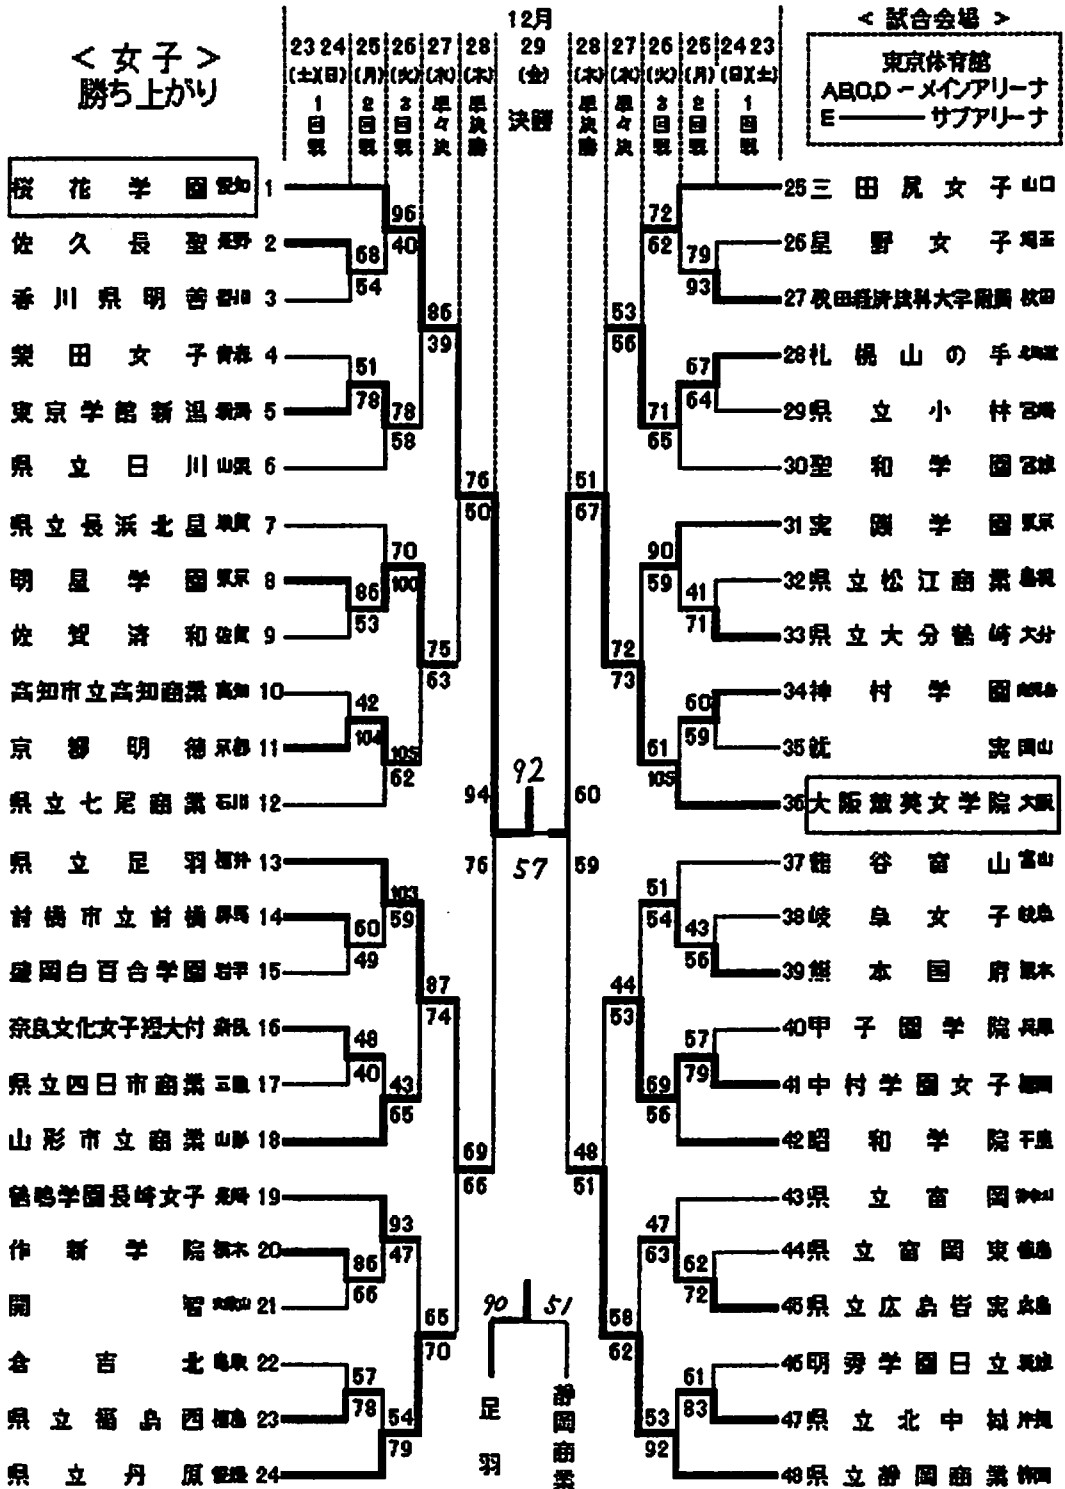 ＜ 女子 ＞
勝ち上がり
12月
23 24 25 26 27 28 29 28 27 26 25 24 23
(土)(日) (月) (火) (水) (木) (金) (木) (水) (火) (月) (日)(土)
1回戦 2回戦 3回戦 準々決 準決勝 決勝 準決勝 準々決 3回戦 2回戦 1回戦
＜ 試合会場 ＞
東京体育館
A,B,C,D － メインアリーナ
E ――― サブアリーナ
桜花学園 愛知 1
佐久長聖 長野 2
香川県明善 香川 3
柴田女子 青森 4
東京学館新潟 新潟 5
県立日川 山梨 6
県立長浜北星 滋賀 7
明星学園 東京 8
佐賀清和 佐賀 9
高知市立高知商業 高知 10
京都明徳 京都 11
県立七尾商業 石川 12
県立足羽 福井 13
前橋市立前橋 群馬 14
盛岡白百合学園 岩手 15
奈良文化女子短大付 奈良 16
県立四日市商業 三重 17
山形市立商業 山形 18
鶴鳴学園長崎女子 長崎 19
作新学院 栃木 20
開智 和歌山 21
倉吉北 鳥取 22
県立福島西 福島 23
県立丹原 愛媛 24
96
40
68
54
86
39
51
78
78
58
76
50
70
100
86
53
75
63
42
104
105
62
94
76
103
59
60
49
87
74
48
40
43
65
69
66
93
47
86
66
65
70
57
78
54
79
92
57
90 51
足羽
静岡商業
72
62
79
93
53
56
67
64
71
65
51
67
90
59
41
71
72
73
60
59
61
105
60
59
51
54
43
56
44
53
57
79
69
56
48
51
47
63
62
72
58
62
61
83
53
92
25 三田尻女子 山口
26 星野女子 埼玉
27 秋田経済法科大学附属 秋田
28 札幌山の手 北海道
29 県立小林 宮崎
30 聖和学園 宮城
31 実践学園 東京
32 県立松江商業 島根
33 県立大分鶴崎 大分
34 神村学園 鹿児島
35 就実 岡山
36 大阪薫英女学院 大阪
37 龍谷富山 富山
38 岐阜女子 岐阜
39 熊本国府 熊本
40 甲子園学院 兵庫
41 中村学園女子 福岡
42 昭和学院 千葉
43 県立富岡 神奈川
44 県立富岡東 徳島
45 県立広島皆実 広島
46 明秀学園日立 茨城
47 県立北中城 沖縄
48 県立静岡商業 静岡